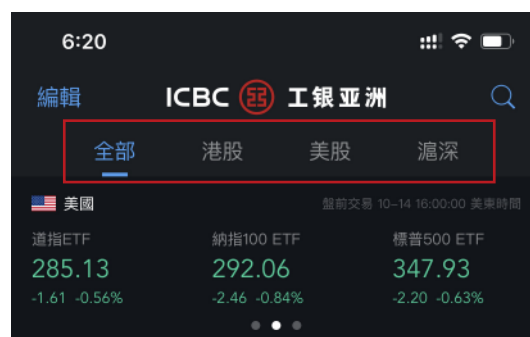 6:20
編輯 ICBC 工银亚洲
全部 港股 美股 滬深
美國 盤前交易 10-14 16:00:00 美東時間
道指ETF 納指100 ETF 標普500 ETF
285.13 292.06 347.93
-1.61 -0.56% -2.46 -0.84% -2.20 -0.63%